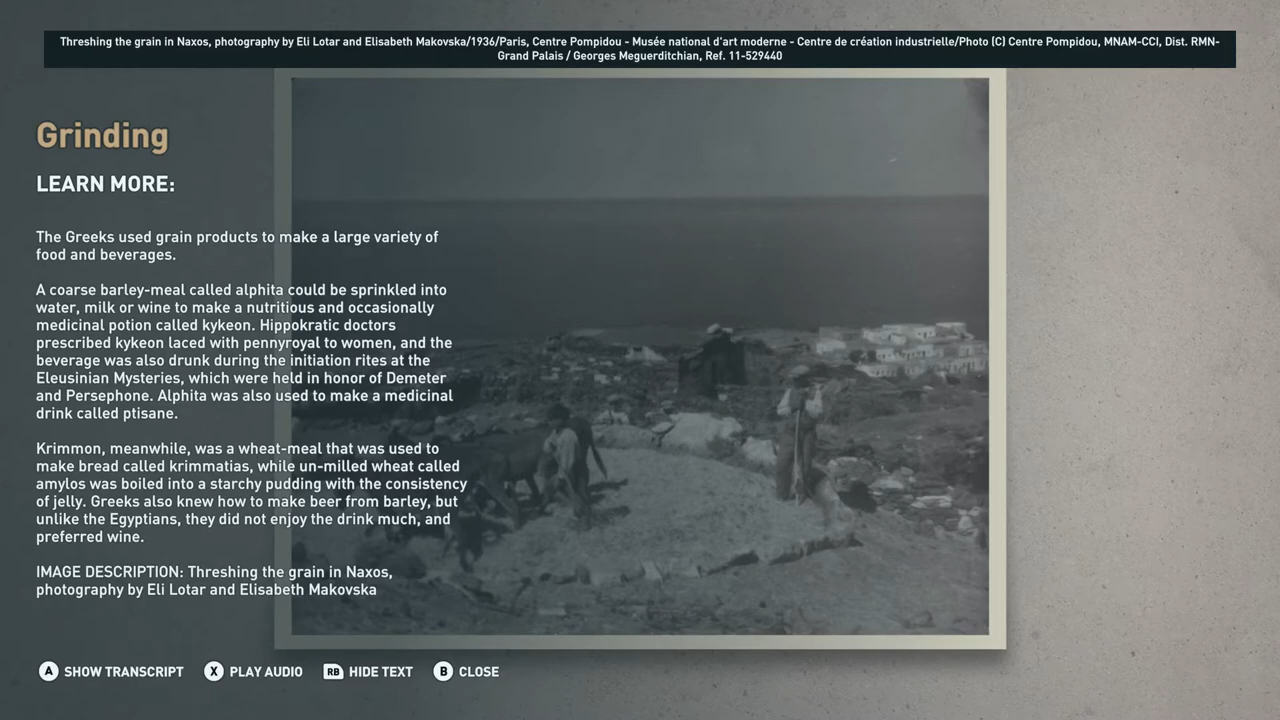 Threshing the grain in Naxos, photography by Eli Lotar and Elisabeth Makovska/1936/Paris, Centre Pompidou - Musée national d'art moderne - Centre de création industrielle/Photo (C) Centre Pompidou, MNAM-CCI, Dist. RMN-
Grand Palais / Georges Meguerditchian, Ref. 11-529440
Grinding
LEARN MORE:
The Greeks used grain products to make a large variety of
food and beverages.
A coarse barley-meal called alphita could be sprinkled into
water, milk or wine to make a nutritious and occasionally
medicinal potion called kykeon. Hippokratic doctors
prescribed kykeon laced with pennyroyal to women, and the
beverage was also drunk during the initiation rites at the
Eleusinian Mysteries, which were held in honor of Demeter
and Persephone. Alphita was also used to make a medicinal
drink called ptisane.
Krimmon, meanwhile, was a wheat-meal that was used to
make bread called krimmatias, while un-milled wheat called
amylos was boiled into a starchy pudding with the consistency
of jelly. Greeks also knew how to make beer from barley, but
unlike the Egyptians, they did not enjoy the drink much, and
preferred wine.
IMAGE DESCRIPTION: Threshing the grain in Naxos,
photography by Eli Lotar and Elisabeth Makovska
A SHOW TRANSCRIPT X PLAY AUDIO RB HIDE TEXT B CLOSE